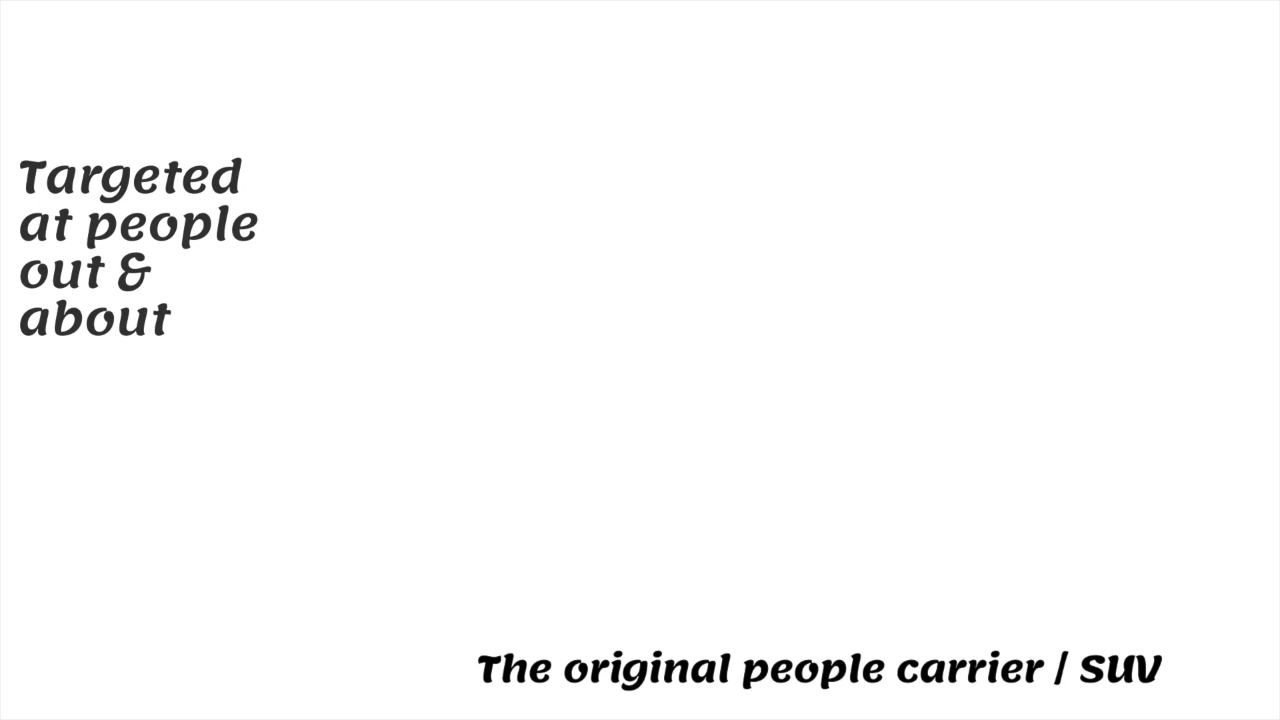 Targeted
at people
out &
about
The original people carrier / SUV